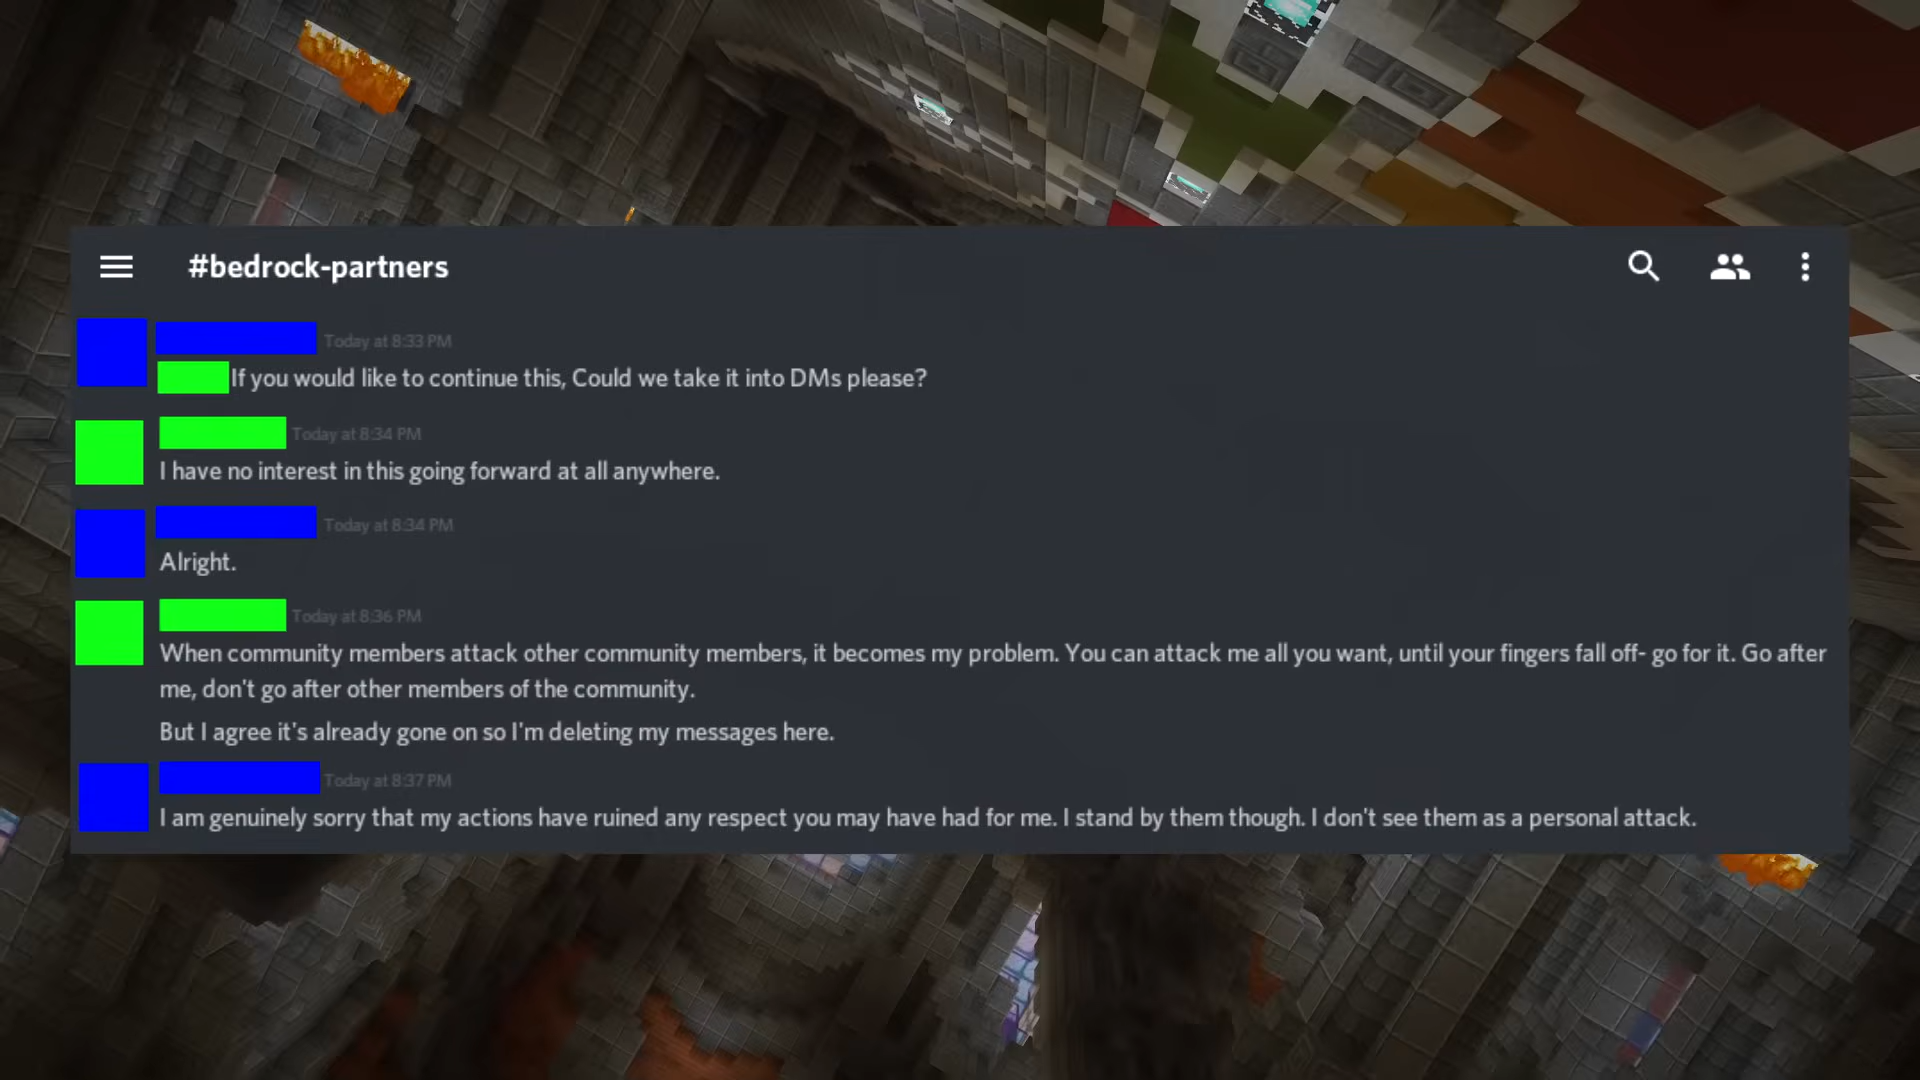 #bedrock-partners
Today at 8:33 PM
If you would like to continue this, Could we take it into DMs please?
Today at 8:34 PM
I have no interest in this going forward at all anywhere.
Today at 8:34 PM
Alright.
Today at 8:36 PM
When community members attack other community members, it becomes my problem. You can attack me all you want, until your fingers fall off- go for it. Go after
me, don't go after other members of the community.
But I agree it's already gone on so I'm deleting my messages here.
Today at 8:37 PM
I am genuinely sorry that my actions have ruined any respect you may have had for me. I stand by them though. I don't see them as a personal attack.